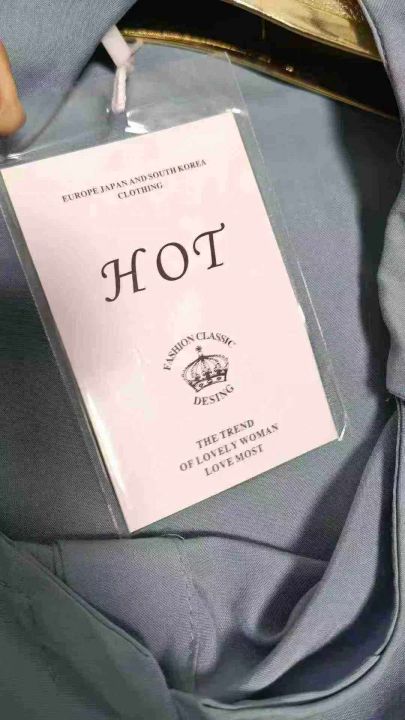 EUROPE JAPAN AND SOUTH KOREA
CLOTHING
HOT
FASHION CLASSIC
DESING
THE TREND
OF LOVELY WOMAN
LOVE MOST